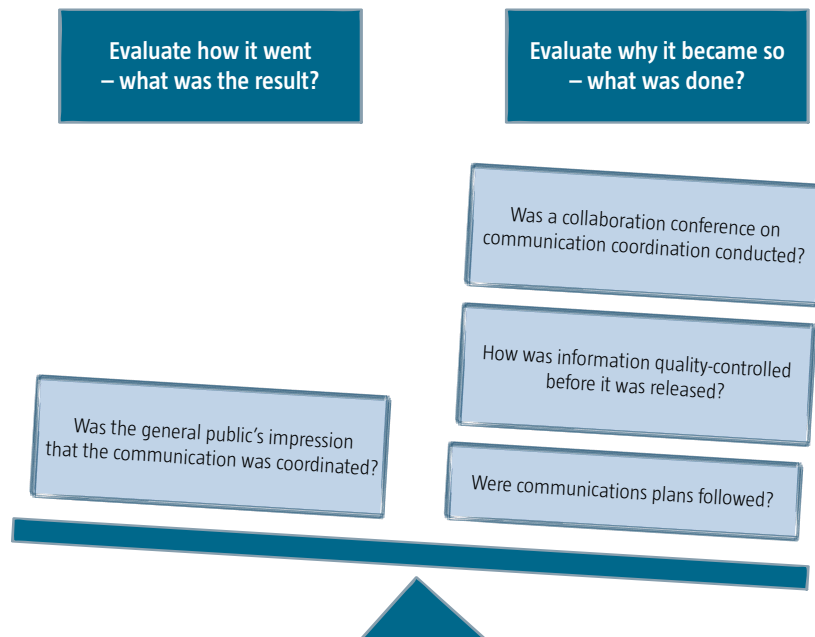 Evaluate how it went
– what was the result?
Evaluate why it became so
– what was done?
Was a collaboration conference on
communication coordination conducted?
How was information quality-controlled
before it was released?
Was the general public’s impression
that the communication was coordinated?
Were communications plans followed?